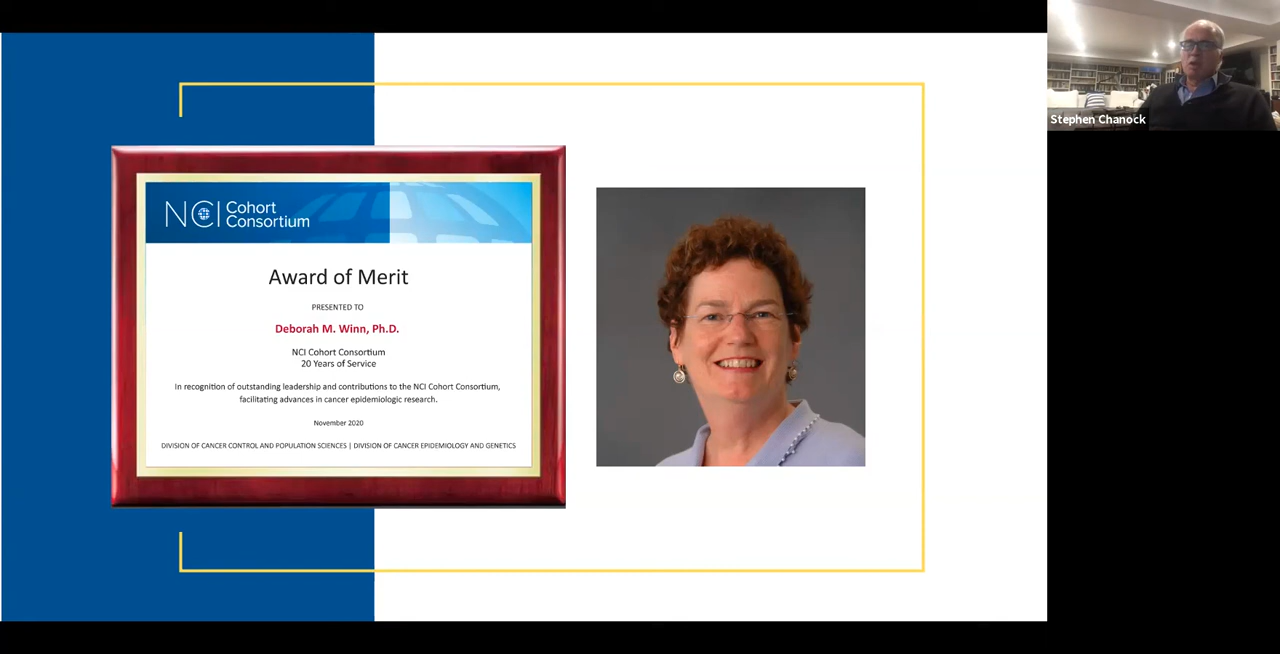 NCI Cohort
Consortium
Award of Merit
PRESENTED TO
Deborah M. Winn, Ph.D.
NCI Cohort Consortium
20 Years of Service
In recognition of outstanding leadership and contributions to the NCI Cohort Consortium,
facilitating advances in cancer epidemiologic research.
November 2020
DIVISION OF CANCER CONTROL AND POPULATION SCIENCES | DIVISION OF CANCER EPIDEMIOLOGY AND GENETICS
Stephen Chanock